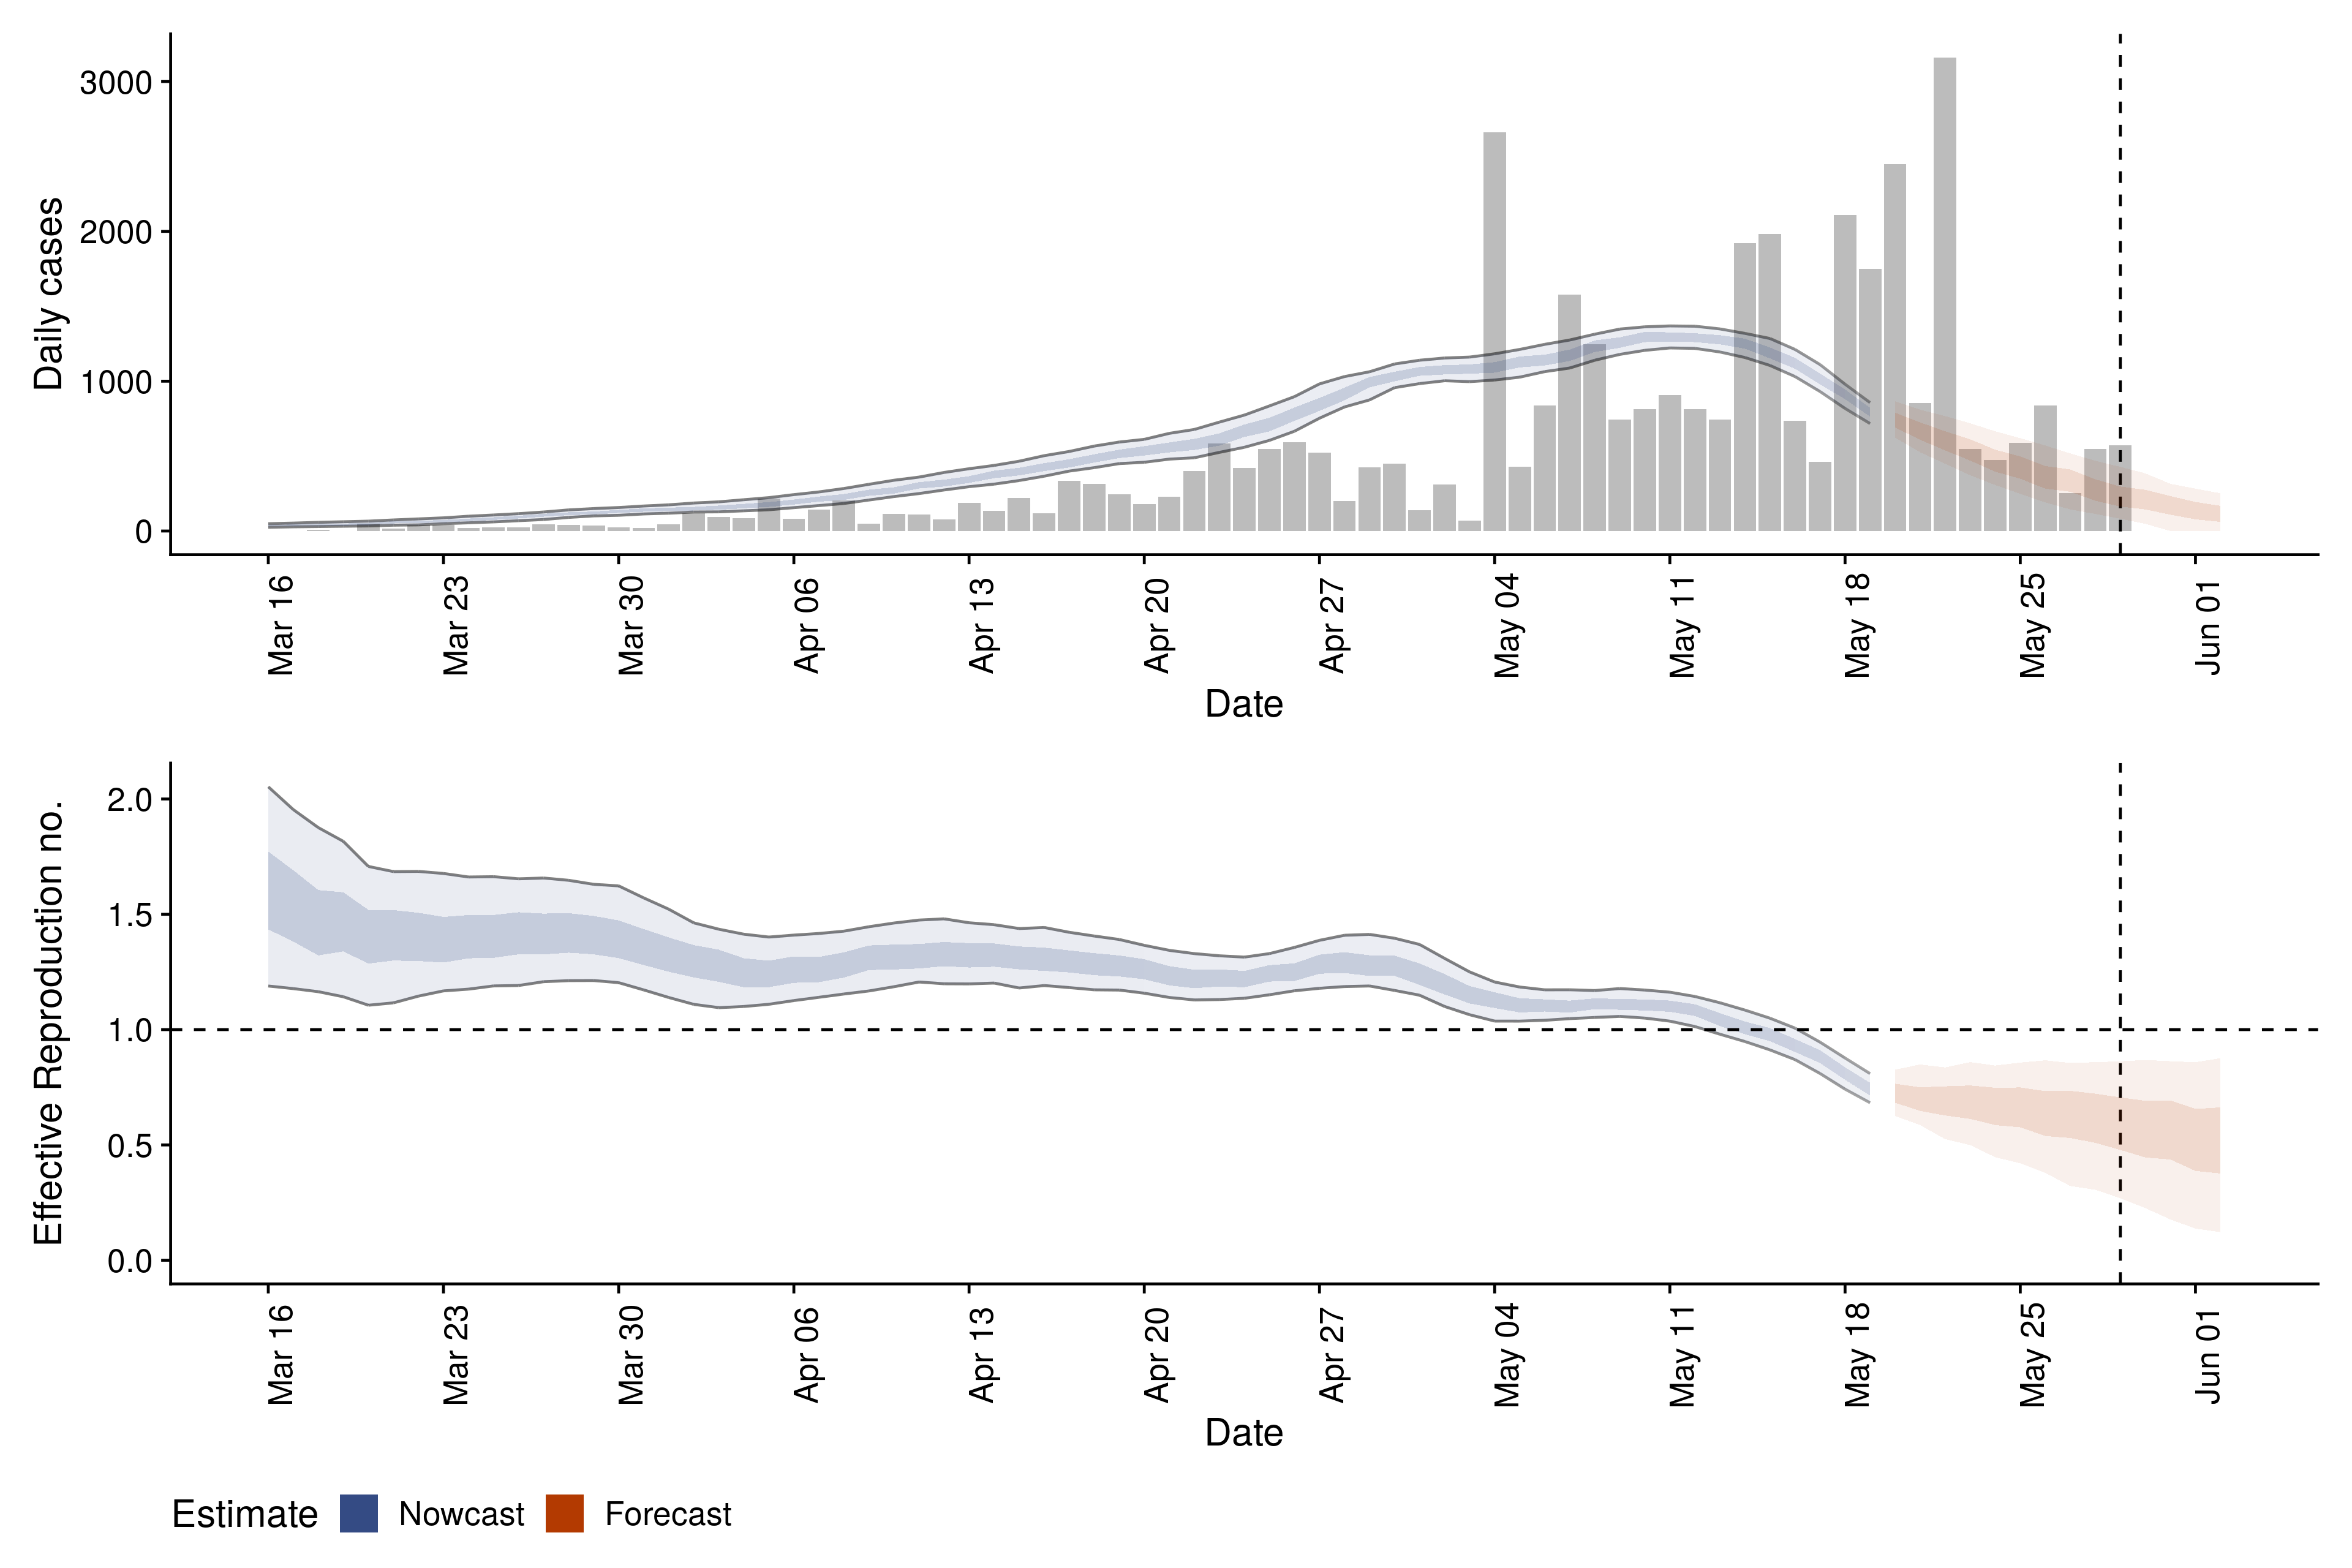 Daily cases
3000
2000
1000
0
Mar 16
Mar 23
Mar 30
Apr 06
Apr 13
Apr 20
Apr 27
May 04
May 11
May 18
May 25
Jun 01
Date
Effective Reproduction no.
2.0
1.5
1.0
0.5
0.0
Mar 16
Mar 23
Mar 30
Apr 06
Apr 13
Apr 20
Apr 27
May 04
May 11
May 18
May 25
Jun 01
Date
Estimate Nowcast Forecast